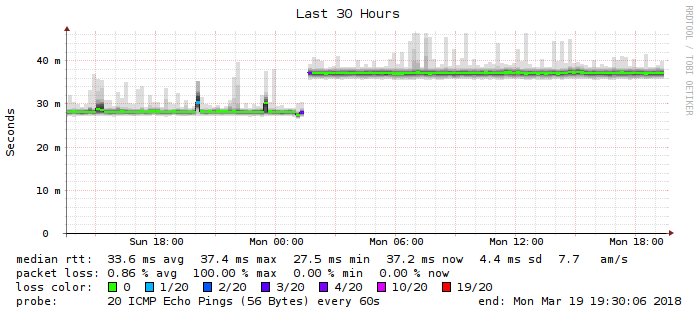 Last 30 Hours
RRDTOOL / TOBI OETIKER
Seconds
40 m
30 m
20 m
10 m
0
Sun 18:00 Mon 00:00 Mon 06:00 Mon 12:00 Mon 18:00
median rtt: 33.6 ms avg 37.4 ms max 27.5 ms min 37.2 ms now 4.4 ms sd 7.7 am/s
packet loss: 0.86 % avg 100.00 % max 0.00 % min 0.00 % now
loss color: 0 1/20 2/20 3/20 4/20 10/20 19/20
probe: 20 ICMP Echo Pings (56 Bytes) every 60s end: Mon Mar 19 19:30:06 2018